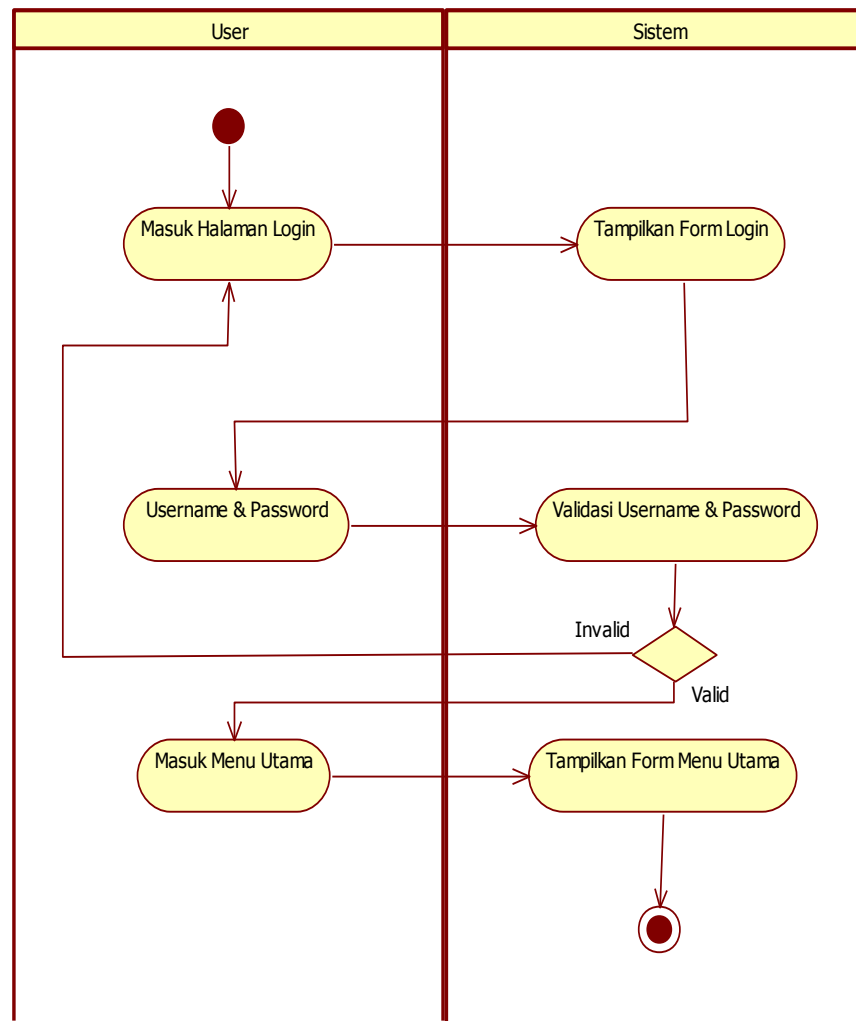 User
Sistem
Masuk Halaman Login
Tampilkan Form Login
Username & Password
Validasi Username & Password
Invalid
Valid
Masuk Menu Utama
Tampilkan Form Menu Utama